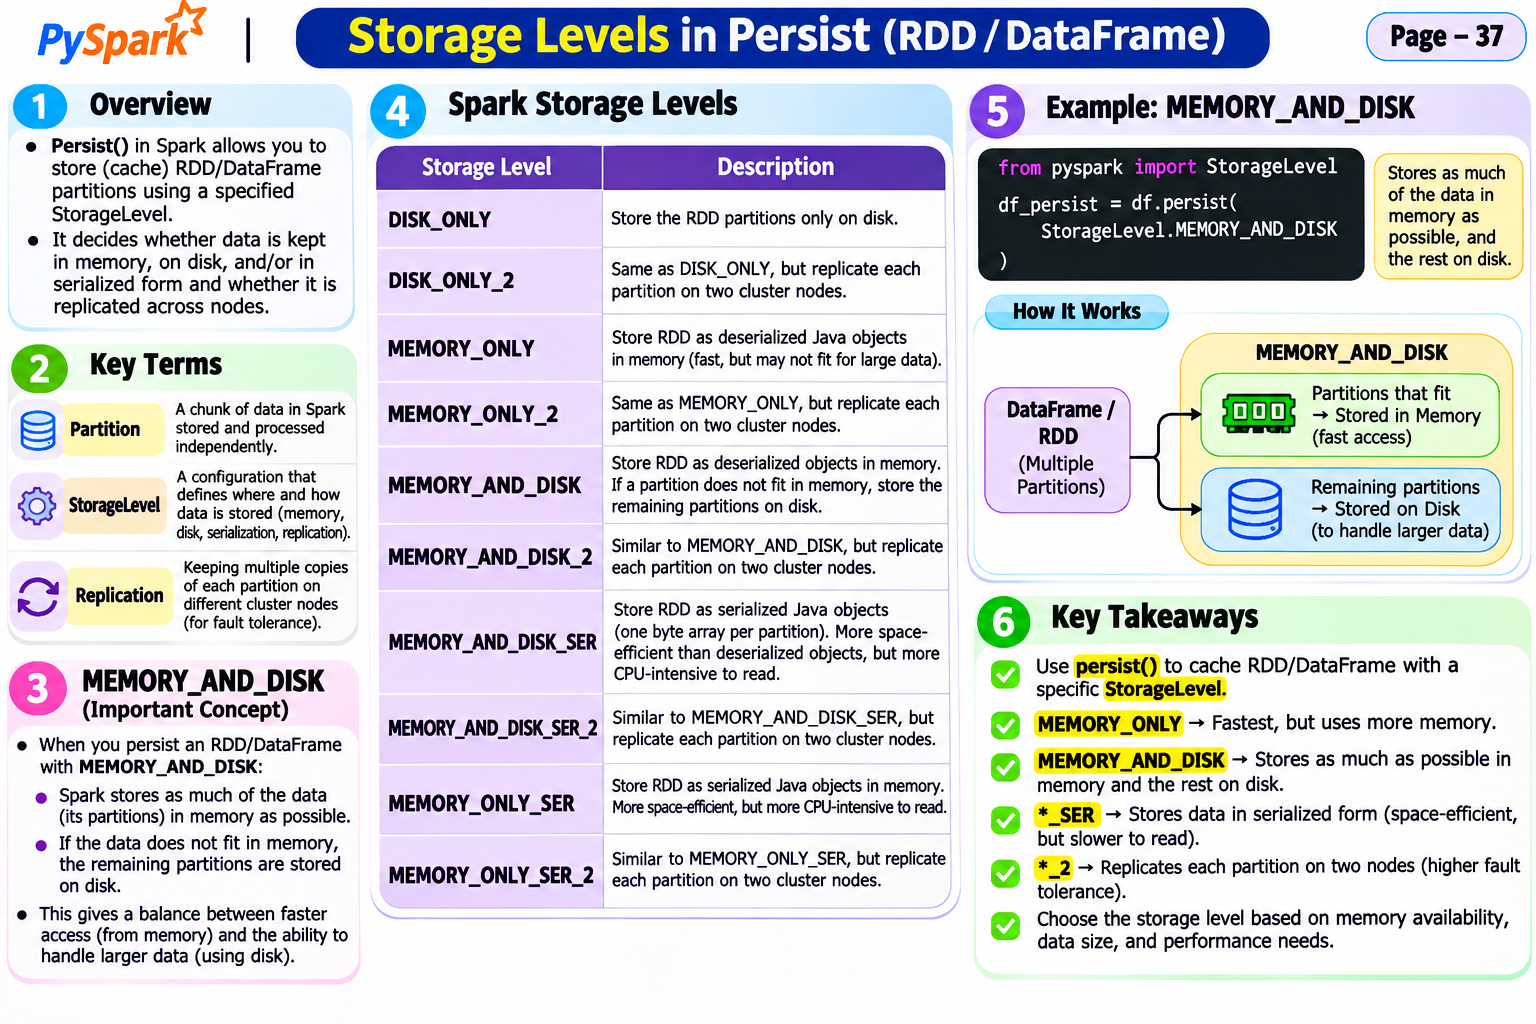 PySpark
Storage Levels in Persist (RDD / DataFrame)
Page – 37
1 Overview
• Persist() in Spark allows you to
store (cache) RDD/DataFrame
partitions using a specified
StorageLevel.
• It decides whether data is kept
in memory, on disk, and/or in
serialized form and whether it is
replicated across nodes.
2 Key Terms
Partition
A chunk of data in Spark
stored and processed
independently.
StorageLevel
A configuration that
defines where and how
data is stored (memory,
disk, serialization, replication).
Replication
Keeping multiple copies
of each partition on
different cluster nodes
(for fault tolerance).
3 MEMORY_AND_DISK
(Important Concept)
• When you persist an RDD/DataFrame
with MEMORY_AND_DISK:
• Spark stores as much of the data
(its partitions) in memory as possible.
• If the data does not fit in memory,
the remaining partitions are stored
on disk.
• This gives a balance between faster
access (from memory) and the ability to
handle larger data (using disk).
4 Spark Storage Levels
Storage Level
Description
DISK_ONLY
Store the RDD partitions only on disk.
DISK_ONLY_2
Same as DISK_ONLY, but replicate each
partition on two cluster nodes.
MEMORY_ONLY
Store RDD as deserialized Java objects
in memory (fast, but may not fit for large data).
MEMORY_ONLY_2
Same as MEMORY_ONLY, but replicate each
partition on two cluster nodes.
MEMORY_AND_DISK
Store RDD as deserialized objects in memory.
If a partition does not fit in memory, store the
remaining partitions on disk.
MEMORY_AND_DISK_2
Similar to MEMORY_AND_DISK, but replicate
each partition on two cluster nodes.
MEMORY_AND_DISK_SER
Store RDD as serialized Java objects
(one byte array per partition). More space-
efficient than deserialized objects, but more
CPU-intensive to read.
MEMORY_AND_DISK_SER_2
Similar to MEMORY_AND_DISK_SER, but
replicate each partition on two cluster nodes.
MEMORY_ONLY_SER
Store RDD as serialized Java objects in memory.
More space-efficient, but more CPU-intensive to read.
MEMORY_ONLY_SER_2
Similar to MEMORY_ONLY_SER, but replicate
each partition on two cluster nodes.
5 Example: MEMORY_AND_DISK
from pyspark import StorageLevel
df_persist = df.persist(
StorageLevel.MEMORY_AND_DISK
)
Stores as much
of the data in
memory as
possible, and
the rest on disk.
How It Works
DataFrame /
RDD
(Multiple
Partitions)
MEMORY_AND_DISK
Partitions that fit
→ Stored in Memory
(fast access)
Remaining partitions
→ Stored on Disk
(to handle larger data)
6 Key Takeaways
Use persist() to cache RDD/DataFrame with a
specific StorageLevel.
MEMORY_ONLY → Fastest, but uses more memory.
MEMORY_AND_DISK → Stores as much as possible in
memory and the rest on disk.
*_SER → Stores data in serialized form (space-efficient,
but slower to read).
*_2 → Replicates each partition on two nodes (higher fault
tolerance).
Choose the storage level based on memory availability,
data size, and performance needs.